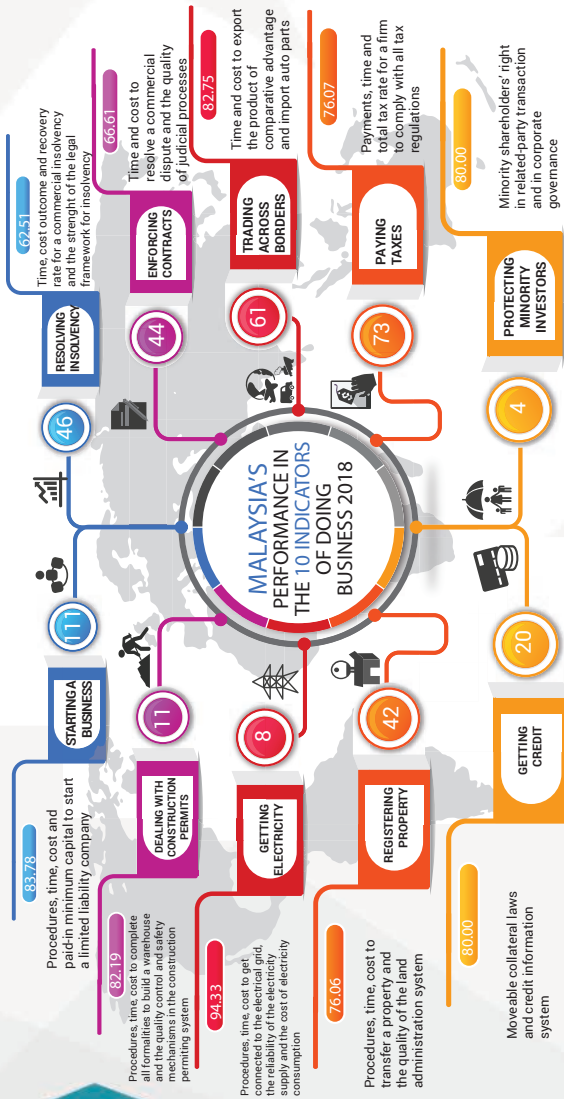 MALAYSIA'S
PERFORMANCE IN
THE 10 INDICATORS
OF DOING
BUSINESS 2018
83.78
Procedures, time, cost and
paid-in minimum capital to start
a limited liability company
STARTING A
BUSINESS
111
82.19
Procedures, time, cost to complete
all formalities to build a warehouse
and the quality control and safety
mechanisms in the construction
permiting system
DEALING WITH
CONSTRUCTION
PERMITS
11
94.33
Procedures, time, cost to get
connected to the electrical grid,
the reliability of the electricity
supply and the cost of electricity
consumption
GETTING
ELECTRICITY
8
76.06
Procedures, time, cost to
transfer a property and
the quality of the land
administration system
REGISTERING
PROPERTY
42
80.00
Moveable collateral laws
and credit information
system
GETTING
CREDIT
20
62.51
Time, cost outcome and recovery
rate for a commercial insolvency
and the strenght of the legal
framework for insolvency
RESOLVING
INSOLVENCY
46
66.61
Time and cost to
resolve a commercial
dispute and the quality
of judicial processes
ENFORCING
CONTRACTS
44
82.75
Time and cost to export
the product of
comparative advantage
and import auto parts
TRADING
ACROSS
BORDERS
61
76.07
Payments, time and
total tax rate for a firm
to comply with all tax
regulations
PAYING
TAXES
73
80.00
Minority shareholders' right
in related-party transaction
and in corporate
governance
PROTECTING
MINORITY
INVESTORS
4